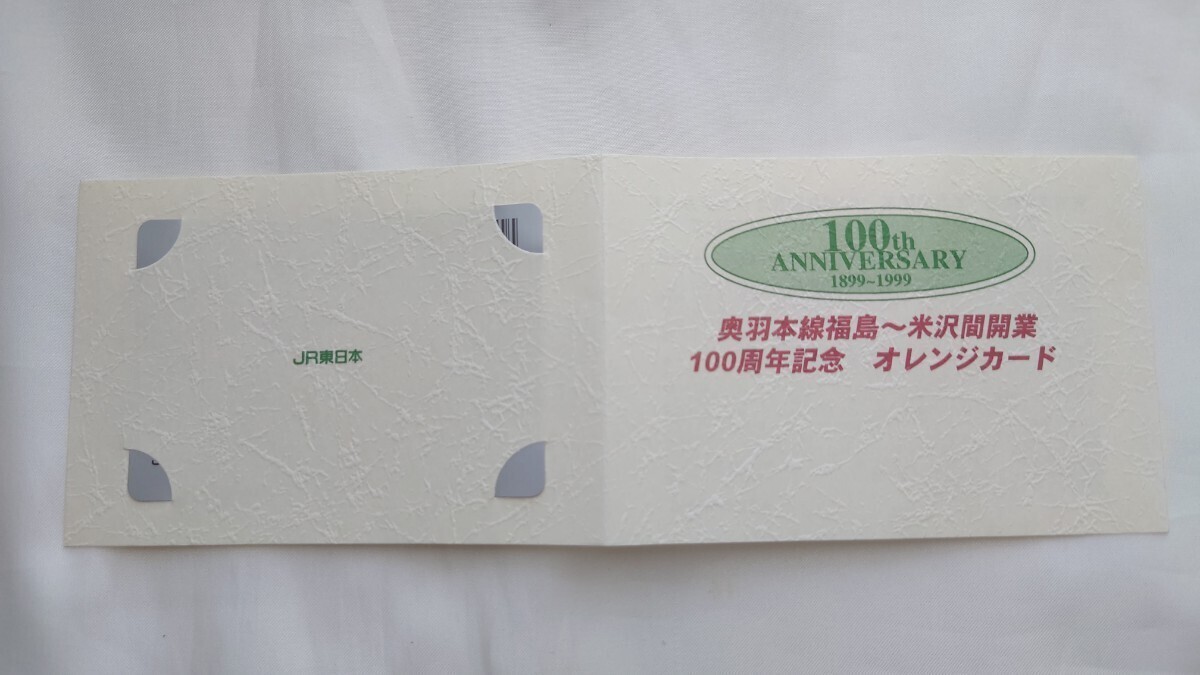 JR東日本
100th
ANNIVERSARY
1899~1999
奥羽本線福島～米沢間開業
100周年記念　オレンジカード